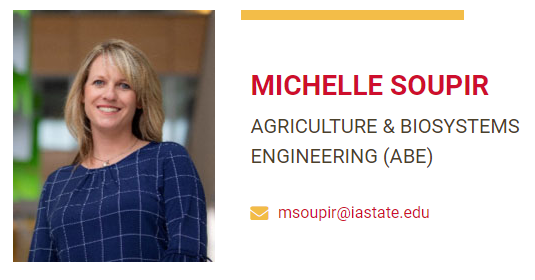 MICHELLE SOUPIR
AGRICULTURE & BIOSYSTEMS
ENGINEERING (ABE)
msoupir@iastate.edu